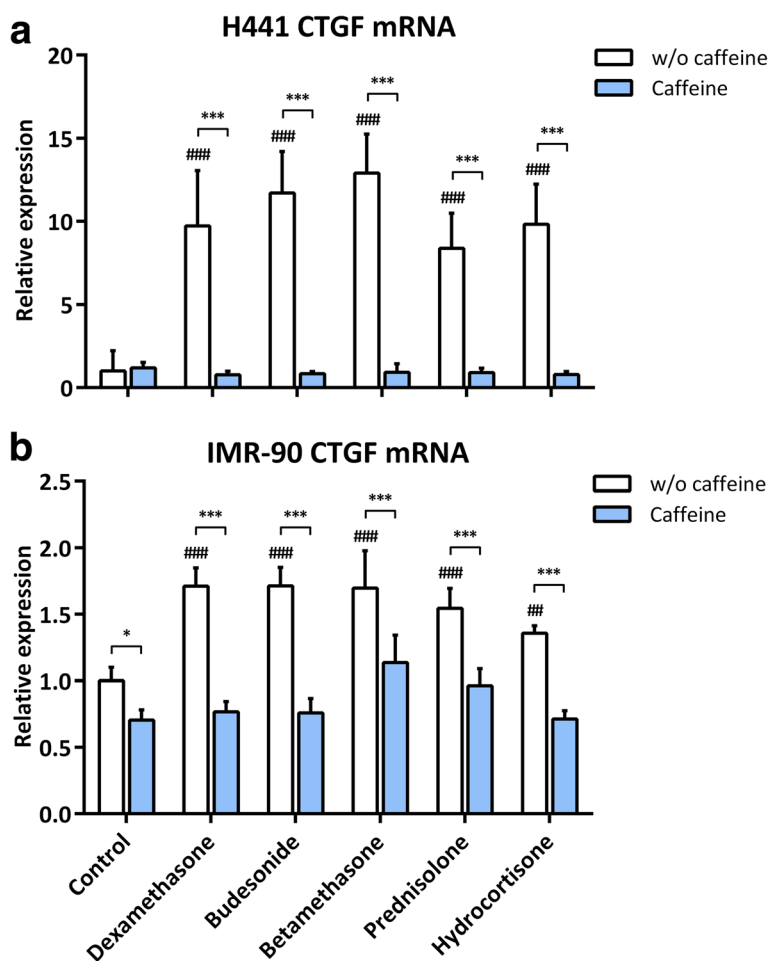 a
H441 CTGF mRNA
w/o caffeine
Caffeine
Relative expression
20
15
10
5
0
***
***
***
***
***
###
###
###
###
###
b
IMR-90 CTGF mRNA
w/o caffeine
Caffeine
Relative expression
2.5
2.0
1.5
1.0
0.5
0.0
*
***
***
***
***
***
###
###
###
###
##
Control
Dexamethasone
Budesonide
Betamethasone
Prednisolone
Hydrocortisone